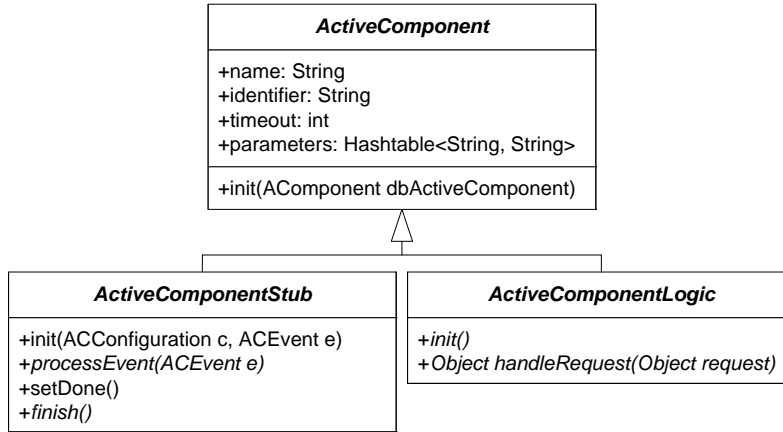 ActiveComponent
+name: String
+identifier: String
+timeout: int
+parameters: Hashtable<String, String>
+init(AComponent dbActiveComponent)
ActiveComponentStub
+init(ACConfiguration c, ACEvent e)
+processEvent(ACEvent e)
+setDone()
+finish()
ActiveComponentLogic
+init()
+Object handleRequest(Object request)